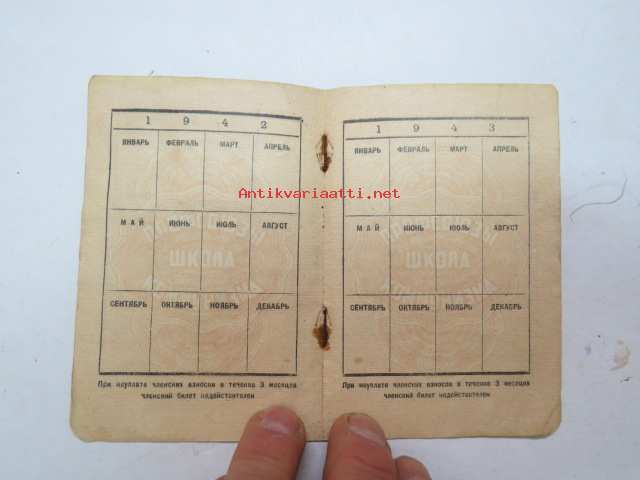 1 9 4 2
ЯНВАРЬ ФЕВРАЛЬ МАРТ АПРЕЛЬ
МАЙ ИЮНЬ ИЮЛЬ АВГУСТ
ШКОЛА
СЕНТЯБРЬ ОКТЯБРЬ НОЯБРЬ ДЕКАБРЬ
При неуплате членских взносов в течение 3 месяцев
членский билет недействителен
1 9 4 3
ЯНВАРЬ ФЕВРАЛЬ МАРТ АПРЕЛЬ
МАЙ ИЮНЬ ИЮЛЬ АВГУСТ
ШКОЛА
СЕНТЯБРЬ ОКТЯБРЬ НОЯБРЬ ДЕКАБРЬ
При неуплате членских взносов в течение 3 месяцев
членский билет недействителен
Antikvariaatti.net